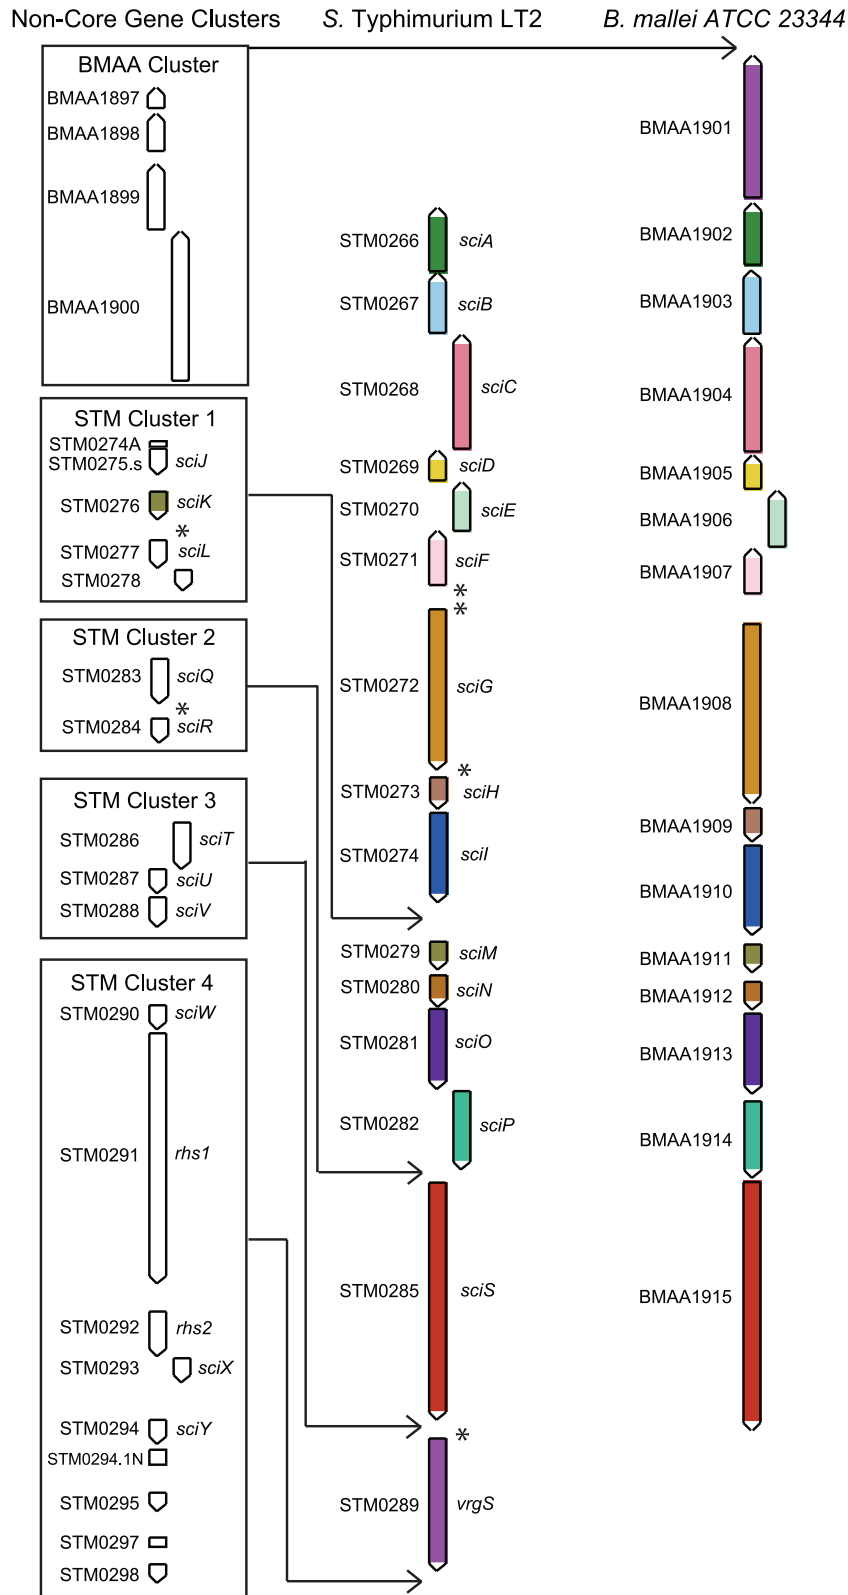 Non-Core Gene Clusters
S. Typhimurium LT2
B. mallei ATCC 23344
BMAA Cluster
BMAA1897
BMAA1898
BMAA1899
BMAA1900
STM Cluster 1
STM0274A
STM0275.s sciJ
STM0276 sciK
*
STM0277 sciL
STM0278
STM Cluster 2
STM0283 sciQ
*
STM0284 sciR
STM Cluster 3
STM0286 sciT
STM0287 sciU
STM0288 sciV
STM Cluster 4
STM0290 sciW
STM0291 rhs1
STM0292 rhs2
STM0293 sciX
STM0294 sciY
STM0294.1N
STM0295
STM0297
STM0298
STM0266 sciA
STM0267 sciB
STM0268 sciC
STM0269 sciD
STM0270 sciE
STM0271 sciF
*
*
STM0272 sciG
*
STM0273 sciH
STM0274 sciI
STM0279 sciM
STM0280 sciN
STM0281 sciO
STM0282 sciP
STM0285 sciS
*
STM0289 vrgS
BMAA1901
BMAA1902
BMAA1903
BMAA1904
BMAA1905
BMAA1906
BMAA1907
BMAA1908
BMAA1909
BMAA1910
BMAA1911
BMAA1912
BMAA1913
BMAA1914
BMAA1915